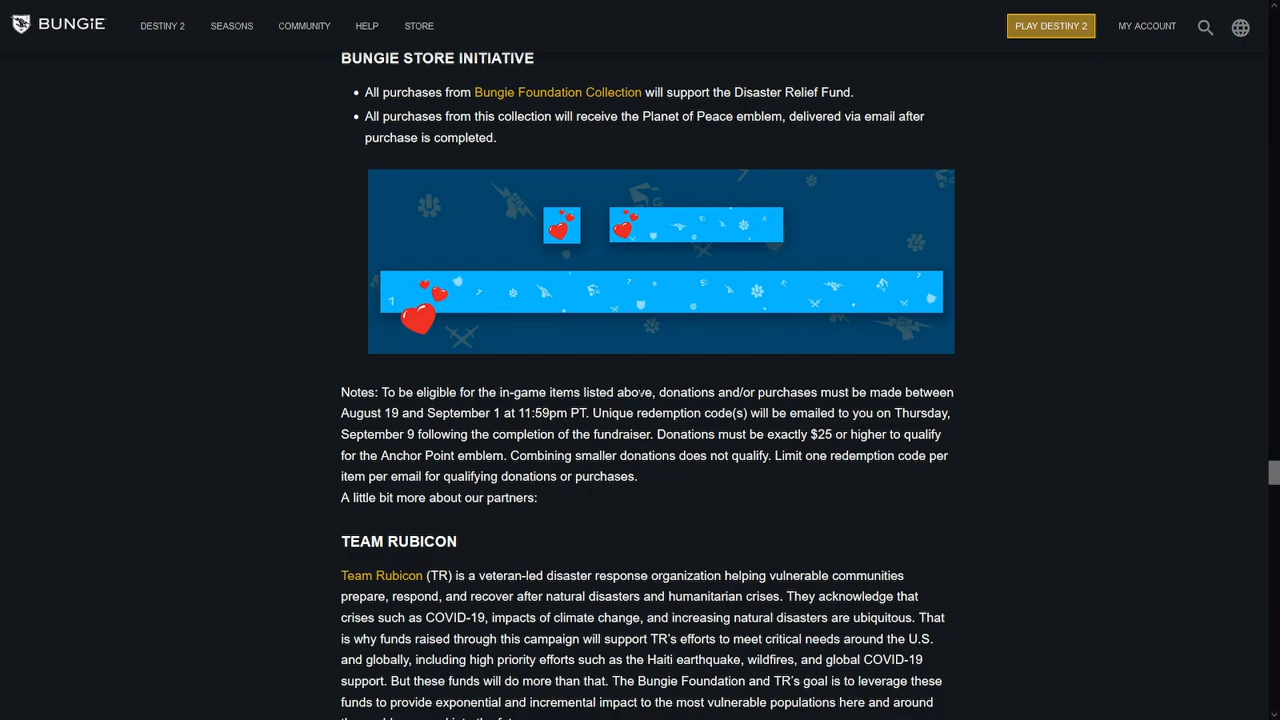 BUNGiE DESTINY 2 SEASONS COMMUNITY HELP STORE PLAY DESTINY 2 MY ACCOUNT
BUNGIE STORE INITIATIVE
All purchases from Bungie Foundation Collection will support the Disaster Relief Fund.
All purchases from this collection will receive the Planet of Peace emblem, delivered via email after
purchase is completed.
Notes: To be eligible for the in-game items listed above, donations and/or purchases must be made between
August 19 and September 1 at 11:59pm PT. Unique redemption code(s) will be emailed to you on Thursday,
September 9 following the completion of the fundraiser. Donations must be exactly $25 or higher to qualify
for the Anchor Point emblem. Combining smaller donations does not qualify. Limit one redemption code per
item per email for qualifying donations or purchases.
A little bit more about our partners:
TEAM RUBICON
Team Rubicon (TR) is a veteran-led disaster response organization helping vulnerable communities
prepare, respond, and recover after natural disasters and humanitarian crises. They acknowledge that
crises such as COVID-19, impacts of climate change, and increasing natural disasters are ubiquitous. That
is why funds raised through this campaign will support TR's efforts to meet critical needs around the U.S.
and globally, including high priority efforts such as the Haiti earthquake, wildfires, and global COVID-19
support. But these funds will do more than that. The Bungie Foundation and TR's goal is to leverage these
funds to provide exponential and incremental impact to the most vulnerable populations here and around